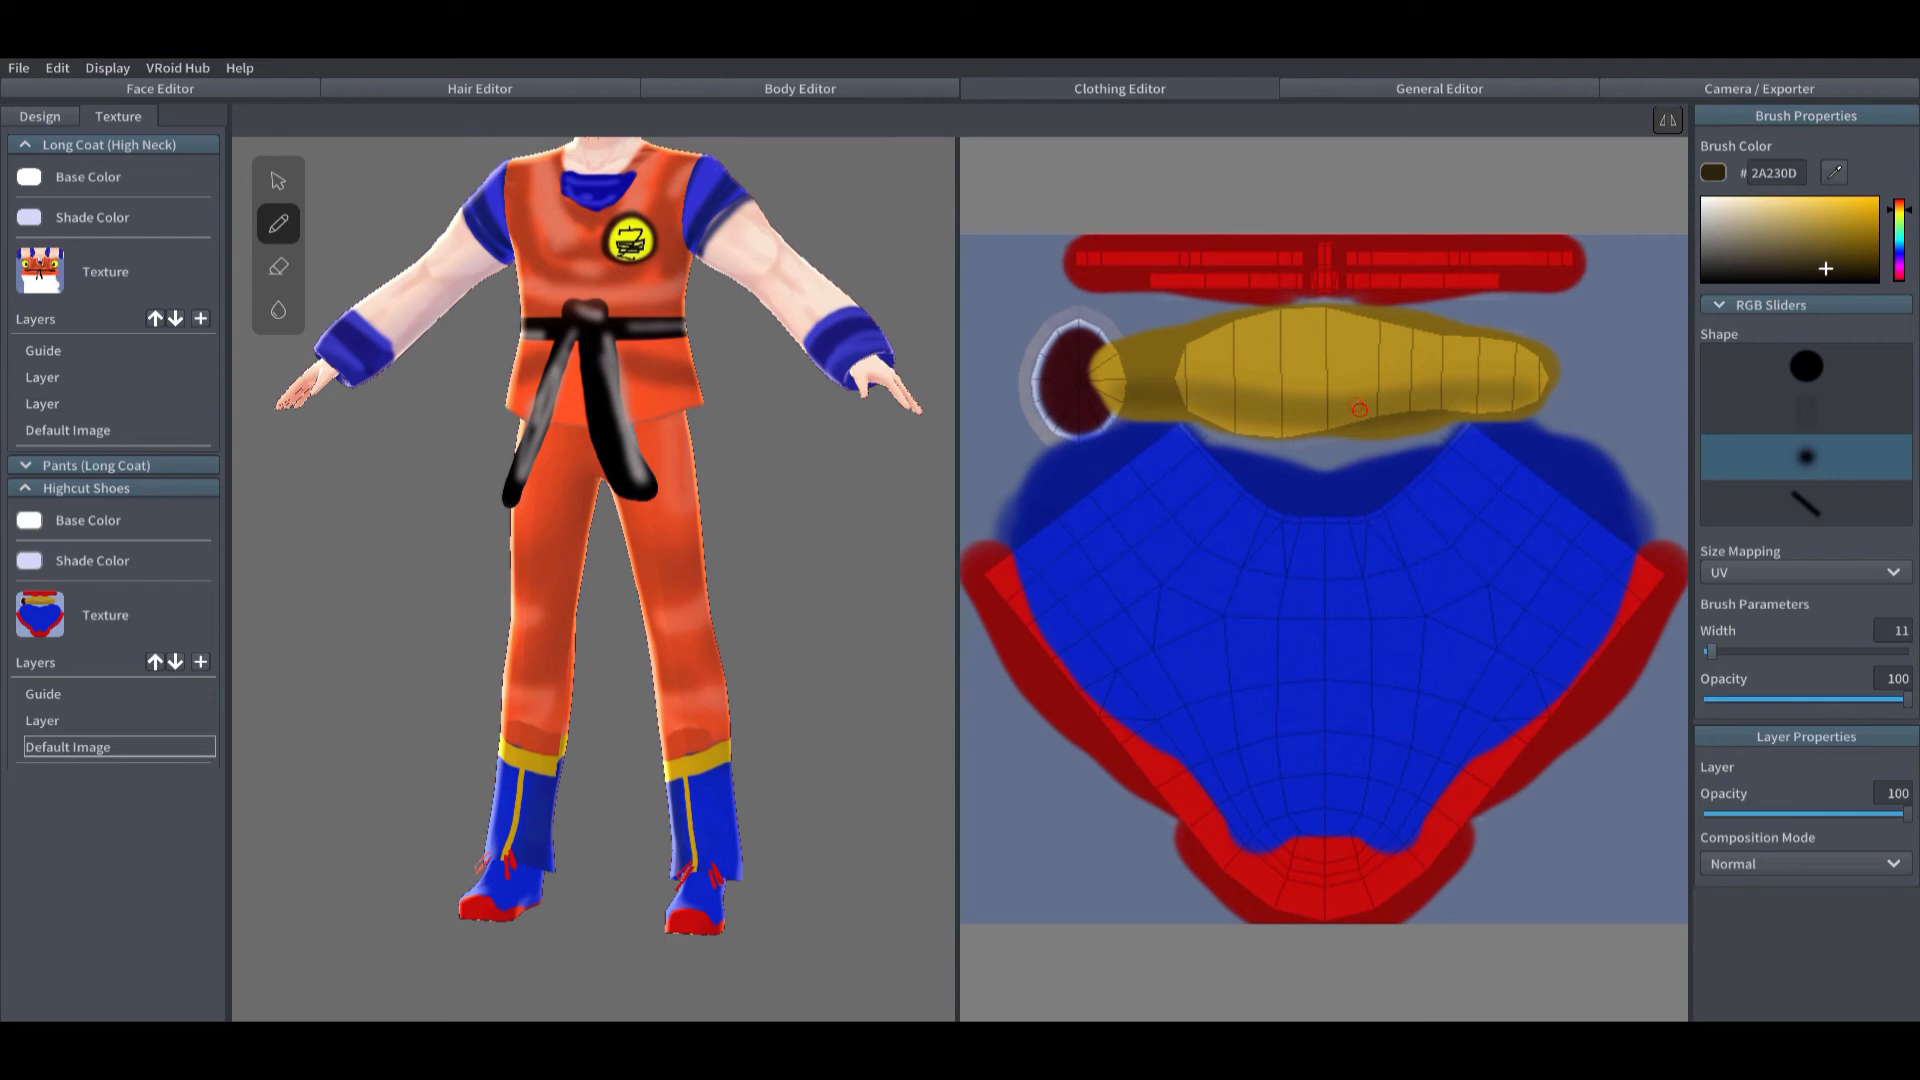 File Edit Display VRoid Hub Help
Face Editor Hair Editor Body Editor Clothing Editor General Editor Camera / Exporter
Design Texture
Long Coat (High Neck)
Base Color
Shade Color
Texture
Layers
Guide
Layer
Layer
Default Image
Pants (Long Coat)
Highcut Shoes
Base Color
Shade Color
Texture
Layers
Guide
Layer
Default Image
Brush Properties
Brush Color
# 2A230D
RGB Sliders
Shape
Size Mapping
UV
Brush Parameters
Width 11
Opacity 100
Layer Properties
Layer
Opacity 100
Composition Mode
Normal